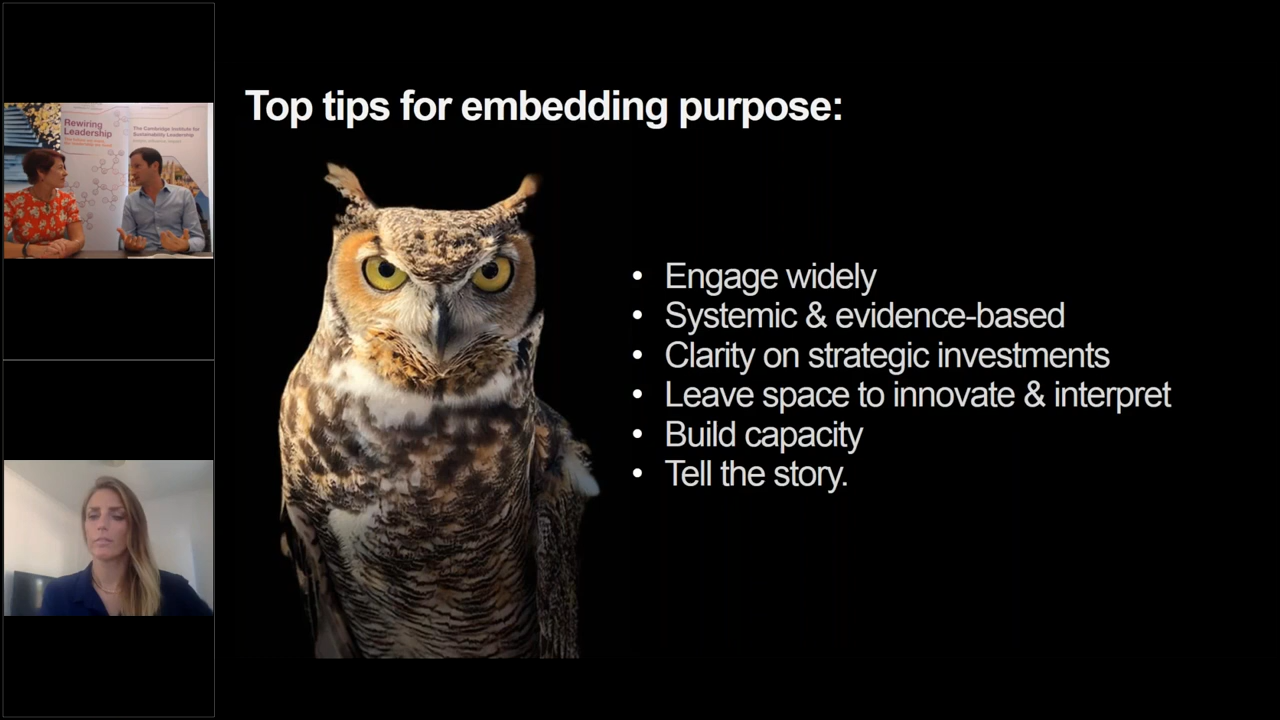 Top tips for embedding purpose:
• Engage widely
• Systemic & evidence-based
• Clarity on strategic investments
• Leave space to innovate & interpret
• Build capacity
• Tell the story.
Rewiring
Leadership
The Cambridge Institute for
Sustainability Leadership